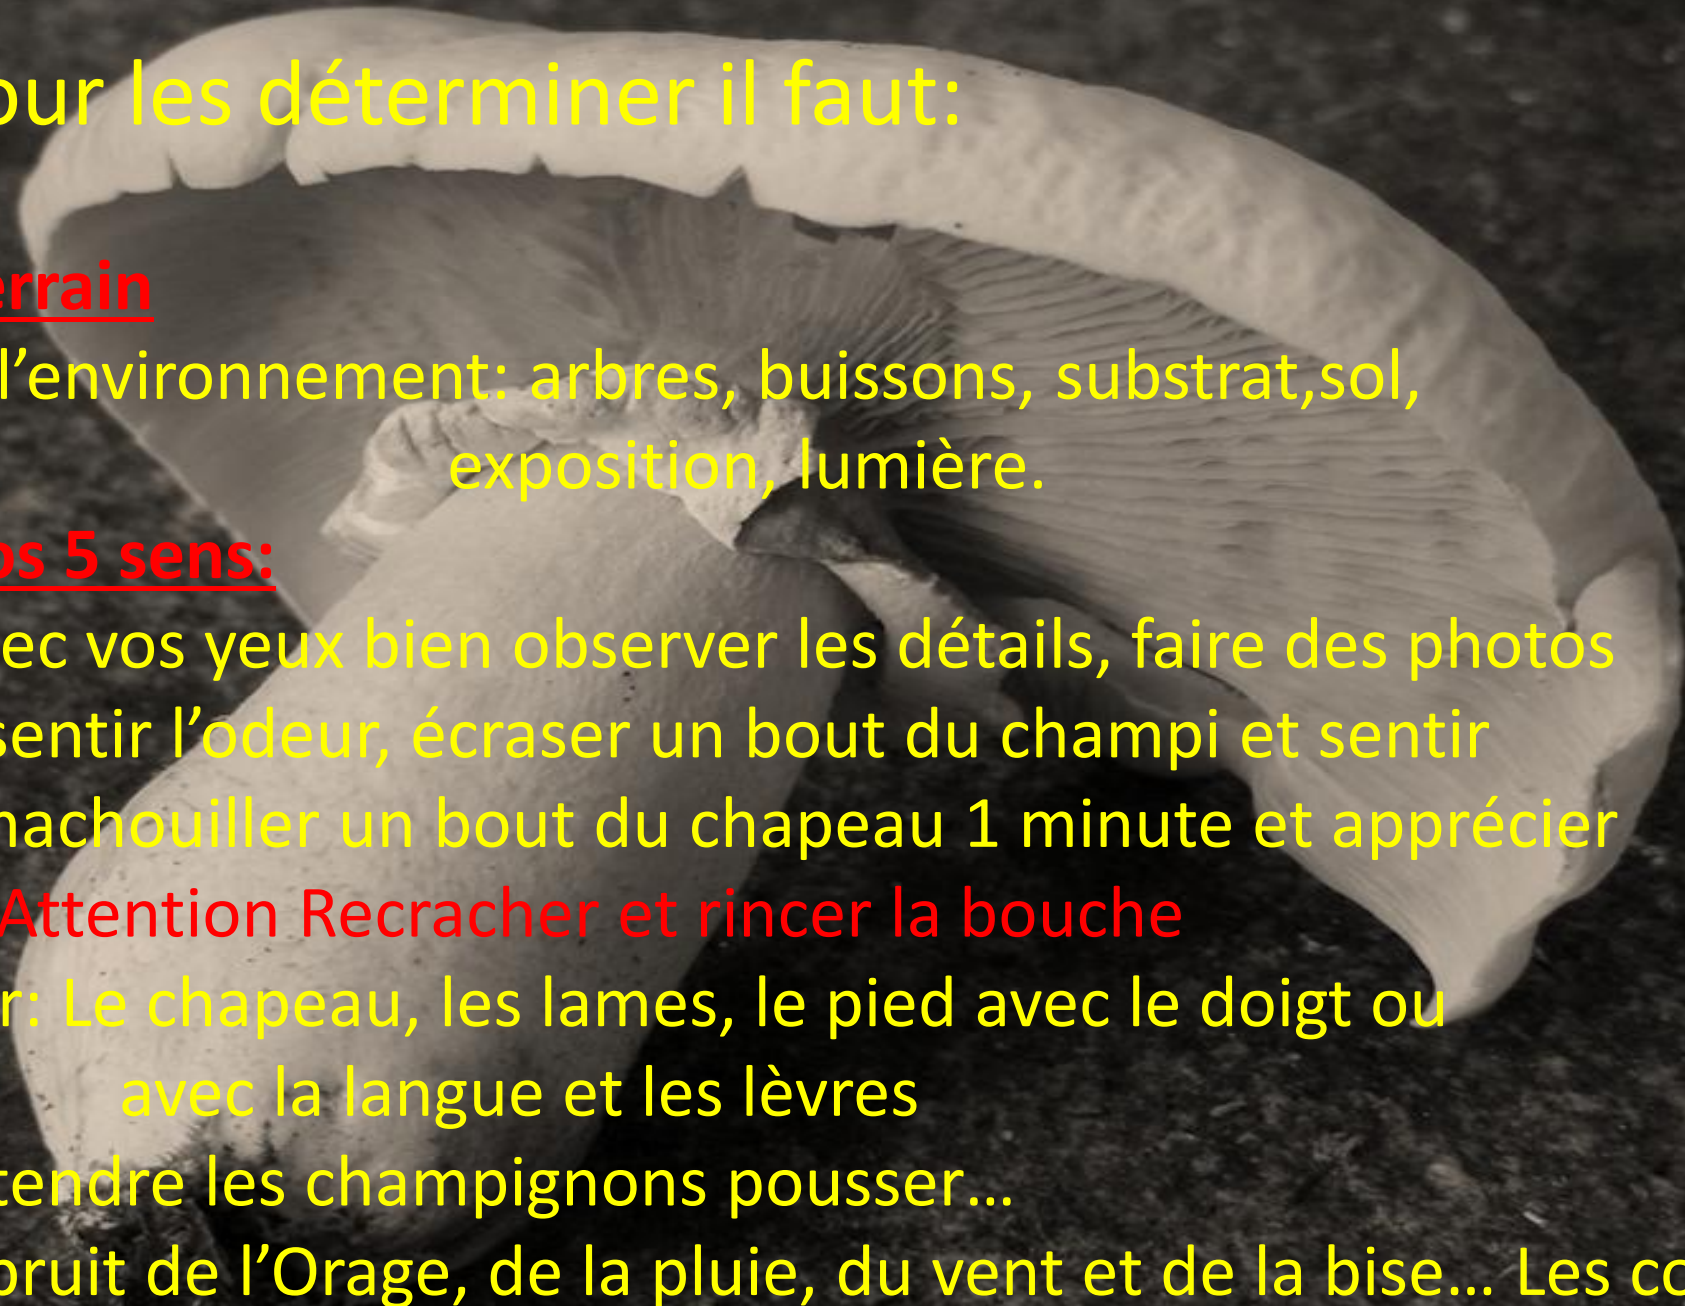 our les déterminer il faut:
errain
l’environnement: arbres, buissons, substrat,sol,
exposition, lumière.
os 5 sens:
ec vos yeux bien observer les détails, faire des photos
sentir l’odeur, écraser un bout du champi et sentir
machouiller un bout du chapeau 1 minute et apprécier
Attention Recracher et rincer la bouche
r: Le chapeau, les lames, le pied avec le doigt ou
avec la langue et les lèvres
tendre les champignons pousser…
bruit de l’Orage, de la pluie, du vent et de la bise… Les co